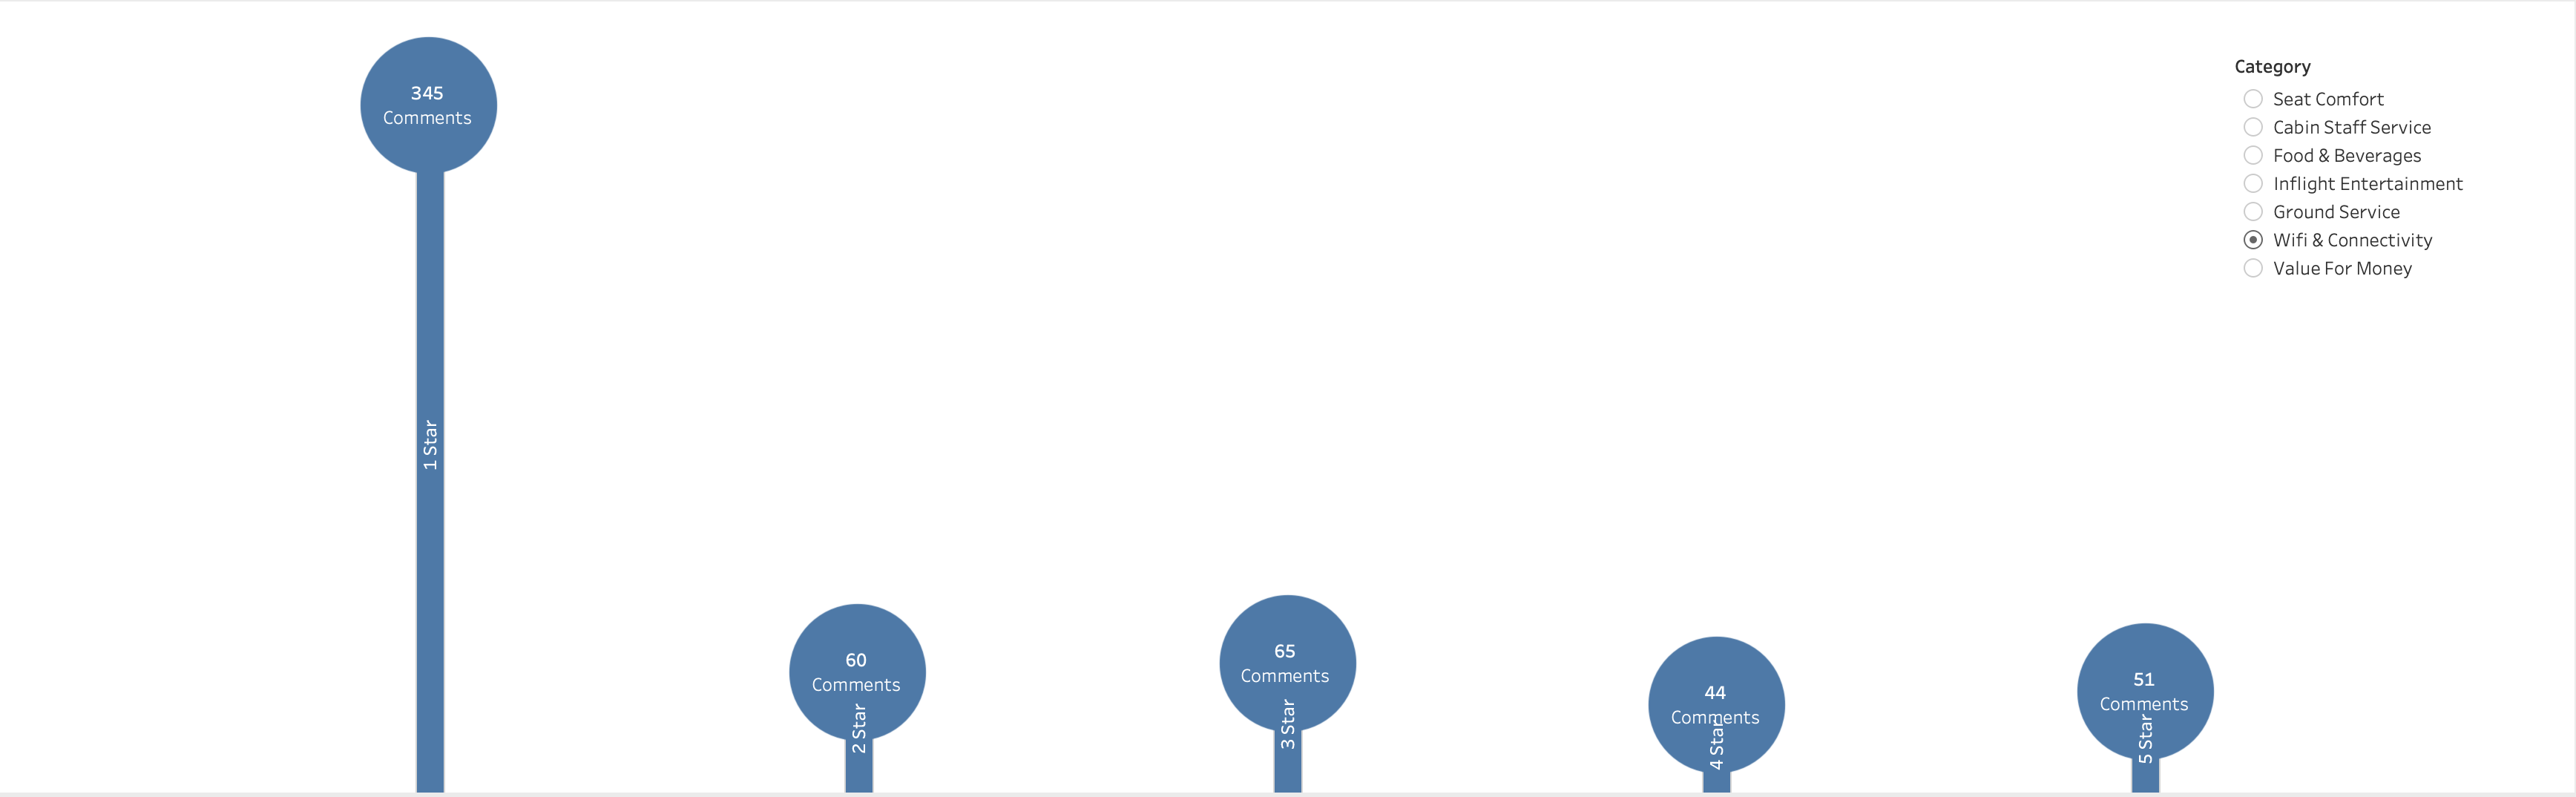 345
Comments
1 Star
60
Comments
2 Star
65
Comments
3 Star
44
Comments
4 Star
51
Comments
5 Star
Category
Seat Comfort
Cabin Staff Service
Food & Beverages
Inflight Entertainment
Ground Service
Wifi & Connectivity
Value For Money